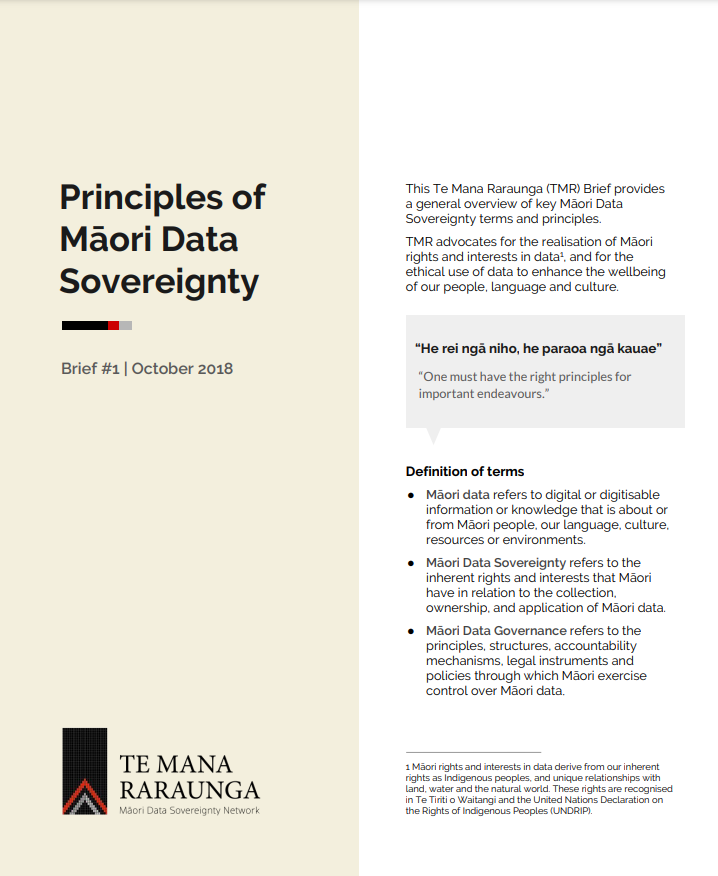 Principles of
Māori Data
Sovereignty
Brief #1 | October 2018
TE MANA
RARAUNGA
Māori Data Sovereignty Network
This Te Mana Raraunga (TMR) Brief provides
a general overview of key Māori Data
Sovereignty terms and principles.
TMR advocates for the realisation of Māori
rights and interests in data¹, and for the
ethical use of data to enhance the wellbeing
of our people, language and culture.
“He rei ngā niho, he paraoa ngā kauae”
“One must have the right principles for
important endeavours.”
Definition of terms
● Māori data refers to digital or digitisable
information or knowledge that is about or
from Māori people, our language, culture,
resources or environments.
● Māori Data Sovereignty refers to the
inherent rights and interests that Māori
have in relation to the collection,
ownership, and application of Māori data.
● Māori Data Governance refers to the
principles, structures, accountability
mechanisms, legal instruments and
policies through which Māori exercise
control over Māori data.
1 Māori rights and interests in data derive from our inherent
rights as Indigenous peoples, and unique relationships with
land, water and the natural world. These rights are recognised
in Te Tiriti o Waitangi and the United Nations Declaration on
the Rights of Indigenous Peoples (UNDRIP).